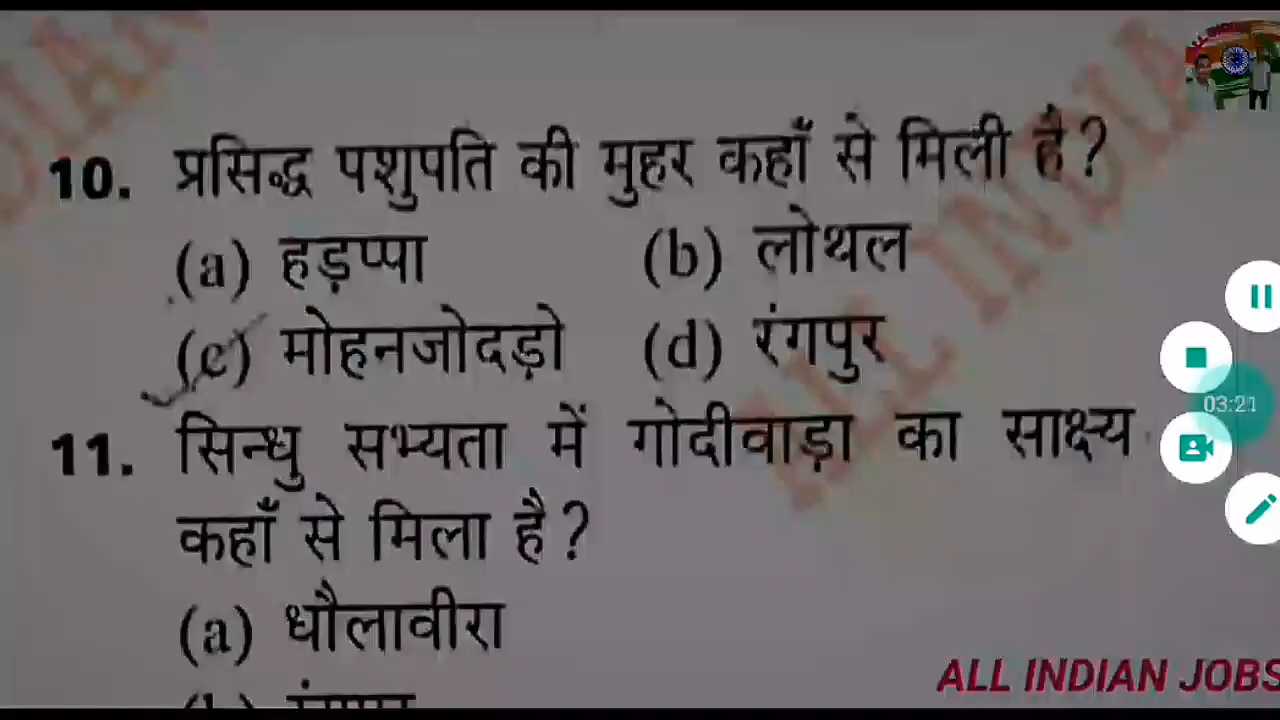 10. प्रसिद्ध पशुपति की मुहर कहाँ से मिली है?
(a) हड़प्पा (b) लोथल
(c) मोहनजोदड़ो (d) रंगपुर
11. सिन्धु सभ्यता में गोदीवाड़ा का साक्ष्य
कहाँ से मिला है?
(a) धौलावीरा
03:21
ALL INDIAN JOBS